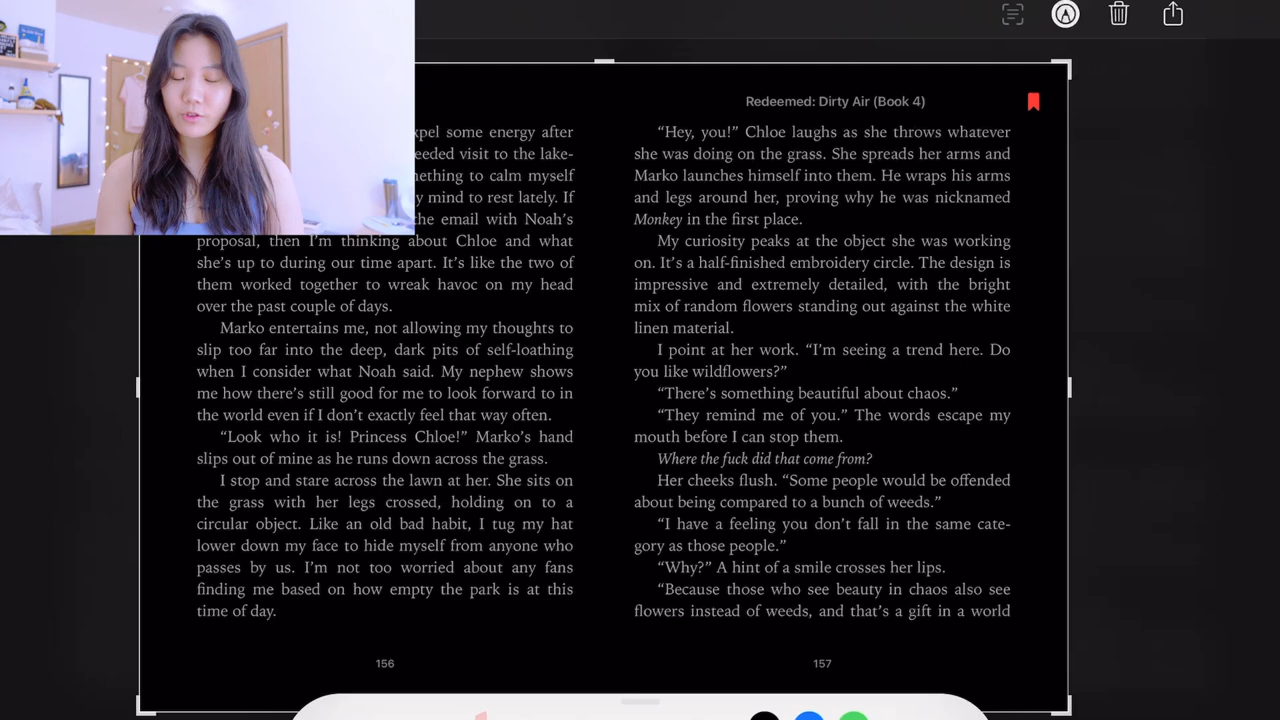 Redeemed: Dirty Air (Book 4)
some energy after
visit to the lake-
to calm myself
mind to rest lately. If
the email with Noah's
proposal, then I'm thinking about Chloe and what
she's up to during our time apart. It's like the two of
them worked together to wreak havoc on my head
over the past couple of days.
Marko entertains me, not allowing my thoughts to
slip too far into the deep, dark pits of self-loathing
when I consider what Noah said. My nephew shows
me how there's still good for me to look forward to in
the world even if I don't exactly feel that way often.
“Look who it is! Princess Chloe!” Marko's hand
slips out of mine as he runs down across the grass.
I stop and stare across the lawn at her. She sits on
the grass with her legs crossed, holding on to a
circular object. Like an old bad habit, I tug my hat
lower down my face to hide myself from anyone who
passes by us. I'm not too worried about any fans
finding me based on how empty the park is at this
time of day.
156
“Hey, you!” Chloe laughs as she throws whatever
she was doing on the grass. She spreads her arms and
Marko launches himself into them. He wraps his arms
and legs around her, proving why he was nicknamed
Monkey in the first place.
My curiosity peaks at the object she was working
on. It's a half-finished embroidery circle. The design is
impressive and extremely detailed, with the bright
mix of random flowers standing out against the white
linen material.
I point at her work. “I'm seeing a trend here. Do
you like wildflowers?”
“There's something beautiful about chaos.”
“They remind me of you.” The words escape my
mouth before I can stop them.
Where the fuck did that come from?
Her cheeks flush. “Some people would be offended
about being compared to a bunch of weeds.”
“I have a feeling you don't fall in the same cate-
gory as those people.”
“Why?” A hint of a smile crosses her lips.
“Because those who see beauty in chaos also see
flowers instead of weeds, and that's a gift in a world
157